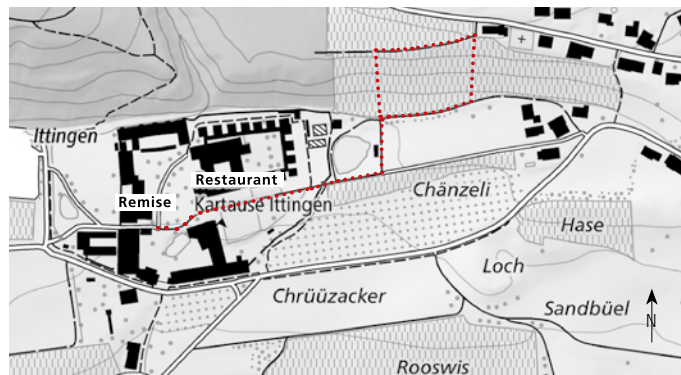 Ittingen
Restaurant
Remise
Kartause Ittingen
Chänzeli
Hase
Loch
Chrüüzacker
Sandbüel
N
Rooswis